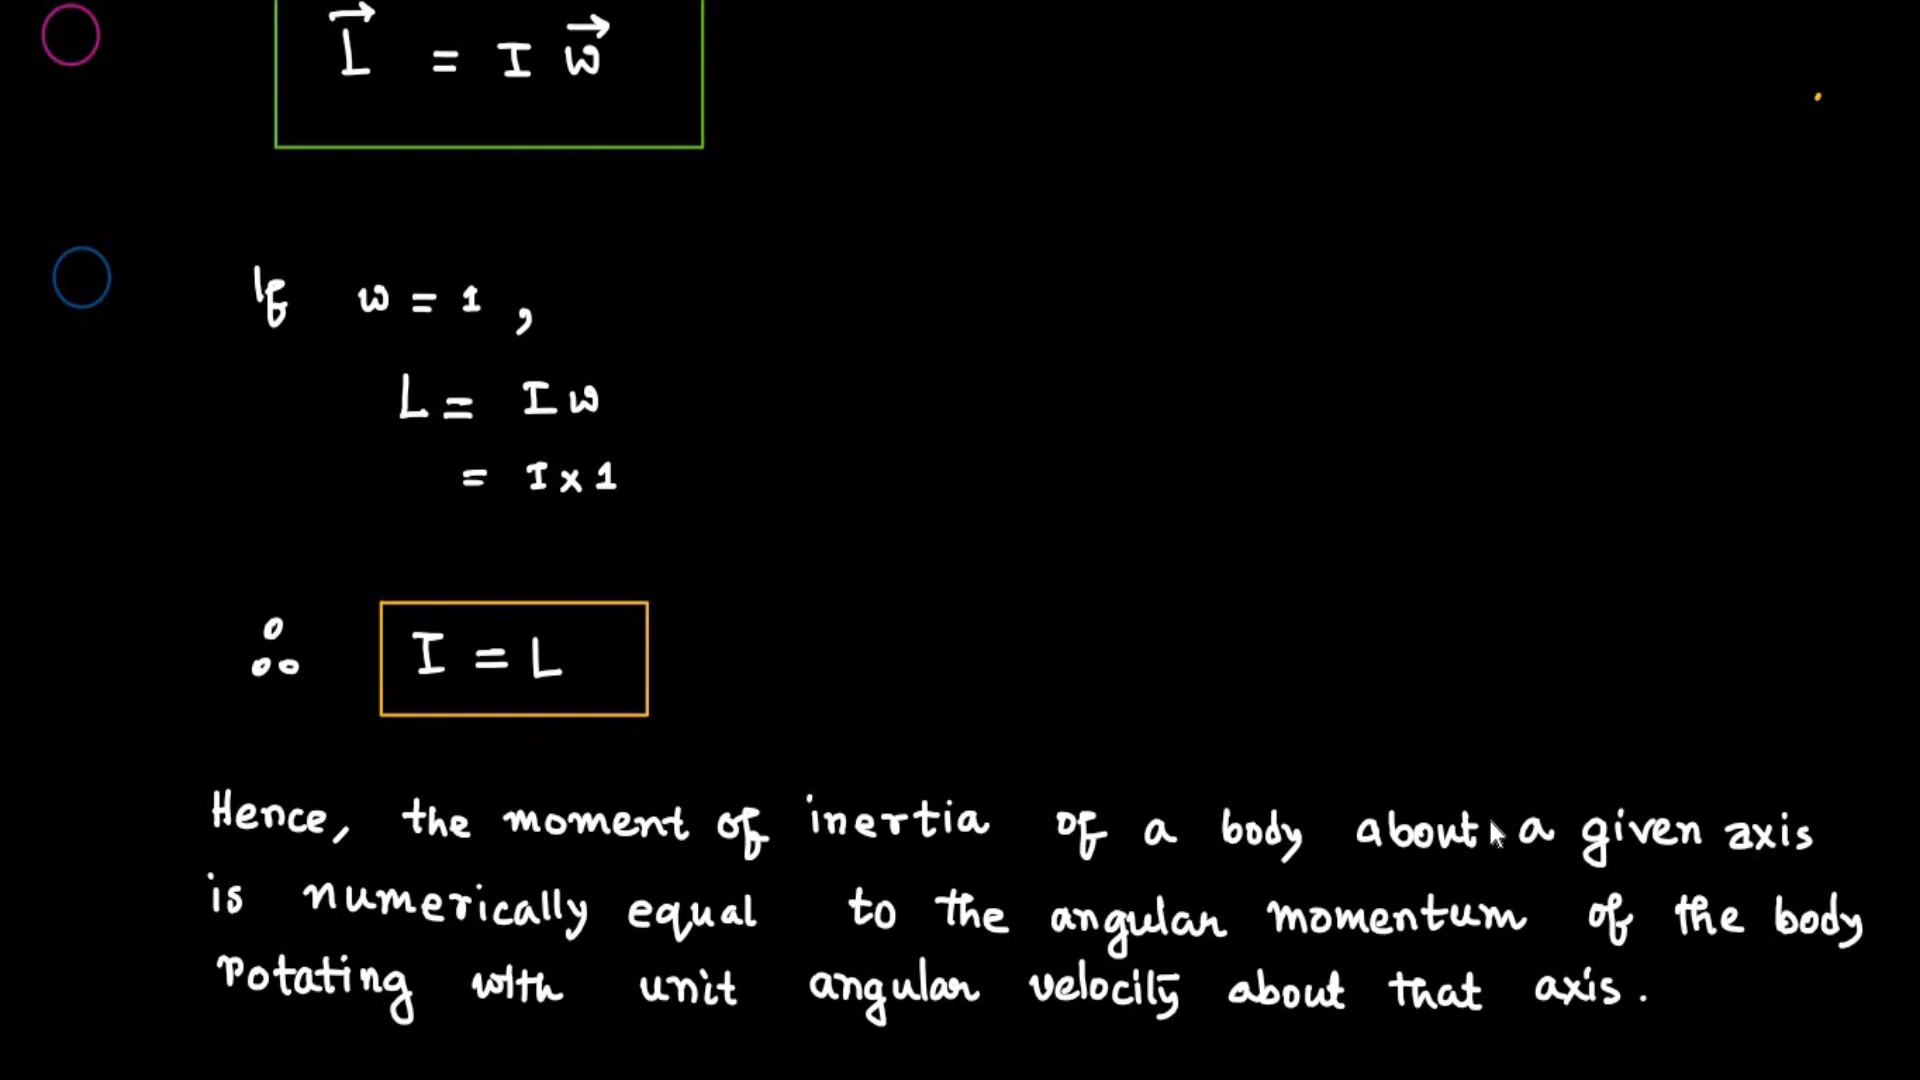 L⃗ = I ω⃗
If ω = 1 ,
L = I ω
= I x 1
∴ I = L
Hence, the moment of inertia of a body about a given axis
is numerically equal to the angular momentum of the body
rotating with unit angular velocity about that axis.